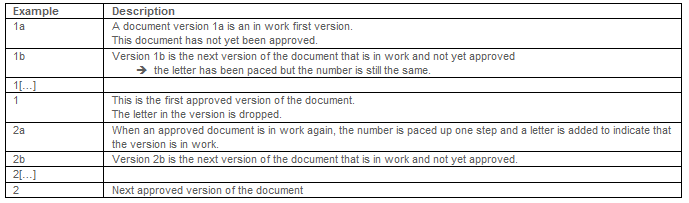 Example Description
1a A document version 1a is an in work first version.
This document has not yet been approved.
1b Version 1b is the next version of the document that is in work and not yet approved
➔ the letter has been paced but the number is still the same.
1[…]
1 This is the first approved version of the document.
The letter in the version is dropped.
2a When an approved document is in work again, the number is paced up one step and a letter is added to indicate that
the version is in work.
2b Version 2b is the next version of the document that is in work and not yet approved.
2[…]
2 Next approved version of the document